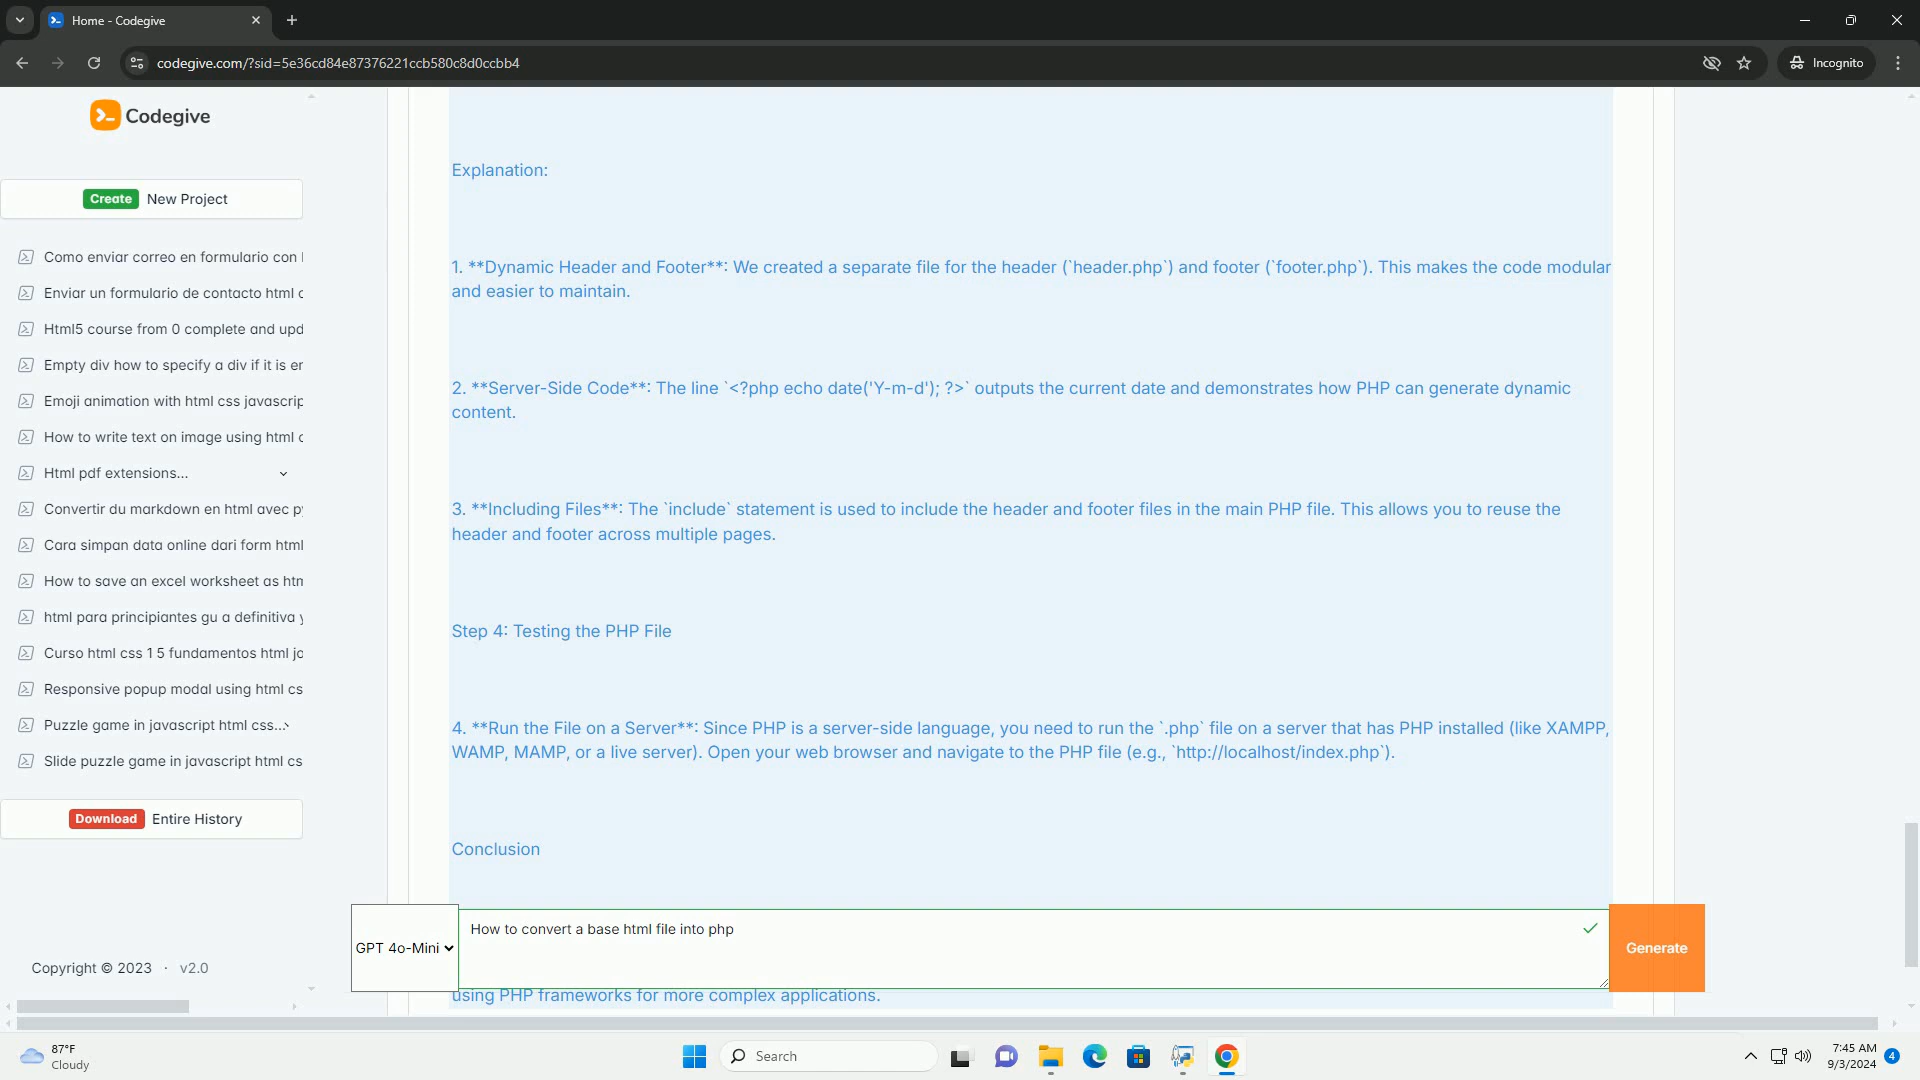 Home - Codegive
codegive.com/?sid=5e36cd84e87376221ccb580c8d0ccbb4
Incognito
Codegive
Create New Project
Como enviar correo en formulario con
Enviar un formulario de contacto html c
Html5 course from 0 complete and upd
Empty div how to specify a div if it is er
Emoji animation with html css javascrip
How to write text on image using html c
Html pdf extensions...
Convertir du markdown en html avec py
Cara simpan data online dari form html
How to save an excel worksheet as htm
html para principiantes gu a definitiva y
Curso html css 1 5 fundamentos html jc
Responsive popup modal using html cs
Puzzle game in javascript html css...
Slide puzzle game in javascript html cs
Download Entire History
Copyright © 2023 · v2.0
Explanation:
1. **Dynamic Header and Footer**: We created a separate file for the header (`header.php`) and footer (`footer.php`). This makes the code modular
and easier to maintain.
2. **Server-Side Code**: The line `<?php echo date('Y-m-d'); ?>` outputs the current date and demonstrates how PHP can generate dynamic
content.
3. **Including Files**: The `include` statement is used to include the header and footer files in the main PHP file. This allows you to reuse the
header and footer across multiple pages.
Step 4: Testing the PHP File
4. **Run the File on a Server**: Since PHP is a server-side language, you need to run the `.php` file on a server that has PHP installed (like XAMPP,
WAMP, MAMP, or a live server). Open your web browser and navigate to the PHP file (e.g., `http://localhost/index.php`).
Conclusion
GPT 4o-Mini
How to convert a base html file into php
Generate
using PHP frameworks for more complex applications.
87°F
Cloudy
Search
7:45 AM
9/3/2024
4